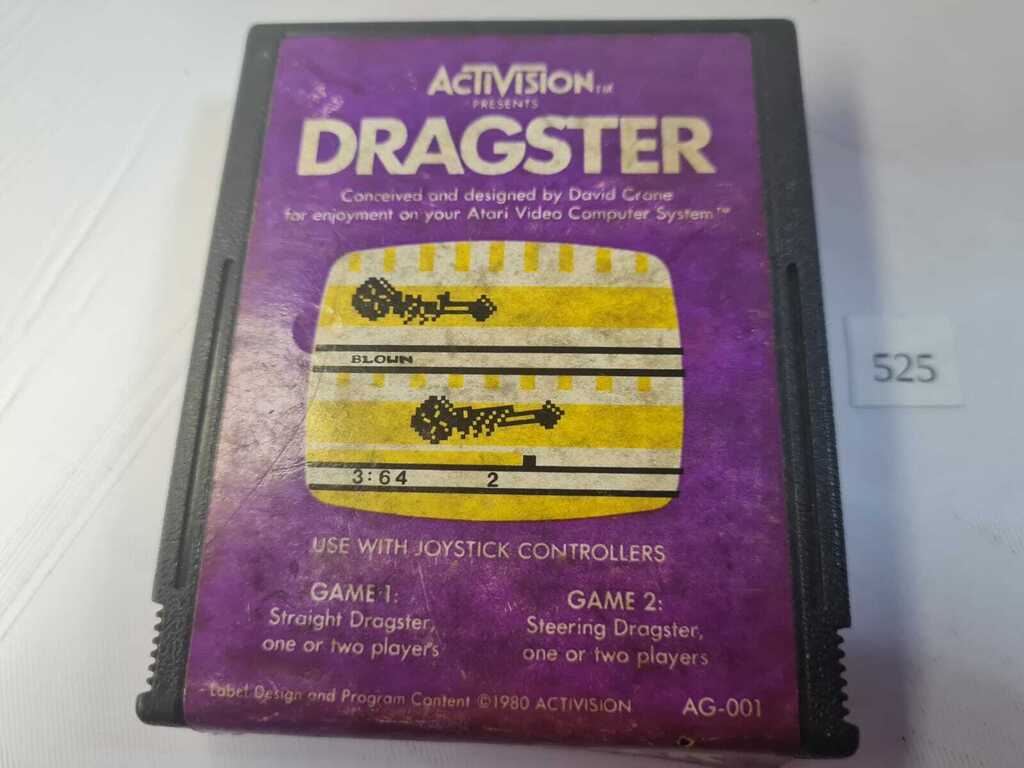 ACTIVISION™
PRESENTS
DRAGSTER
Conceived and designed by David Crane
for enjoyment on your Atari Video Computer System™
BLOWN
3:64 2
USE WITH JOYSTICK CONTROLLERS
GAME 1:
Straight Dragster,
one or two players
GAME 2:
Steering Dragster,
one or two players
Label Design and Program Content ©1980 ACTIVISION
AG-001
525